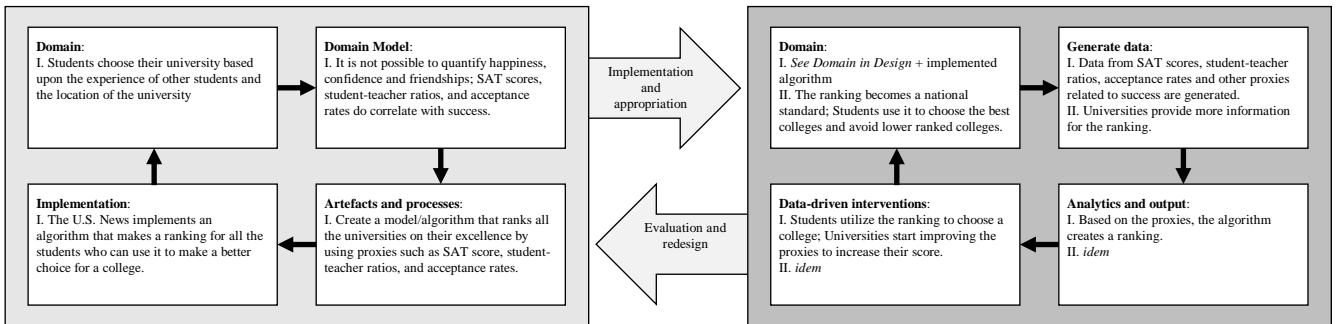 Domain:
I. Students choose their university based
upon the experience of other students and
the location of the university
Domain Model:
I. It is not possible to quantify happiness,
confidence and friendships; SAT scores,
student-teacher ratios, and acceptance
rates do correlate with success.
Implementation:
I. The U.S. News implements an
algorithm that makes a ranking for all the
students who can use it to make a better
choice for a college.
Artefacts and processes:
I. Create a model/algorithm that ranks all
the universities on their excellence by
using proxies such as SAT score, student-
teacher ratios, and acceptance rates.
Implementation
and
appropriation
Evaluation and
redesign
Domain:
I. See Domain in Design + implemented
algorithm
II. The ranking becomes a national
standard; Students use it to choose the best
colleges and avoid lower ranked colleges.
Generate data:
I. Data from SAT scores, student-teacher
ratios, acceptance rates and other proxies
related to success are generated.
II. Universities provide more information
for the ranking.
Data-driven interventions:
I. Students utilize the ranking to choose a
college; Universities start improving the
proxies to increase their score.
II. idem
Analytics and output:
I. Based on the proxies, the algorithm
creates a ranking.
II. idem